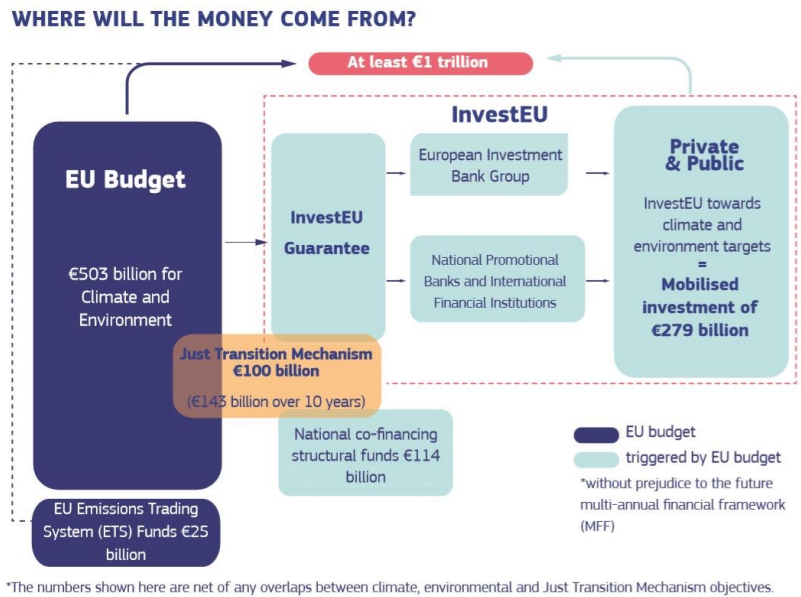 WHERE WILL THE MONEY COME FROM?
At least €1 trillion
InvestEU
EU Budget
€503 billion for
Climate and
Environment
InvestEU
Guarantee
European Investment
Bank Group
National Promotional
Banks and International
Financial Institutions
Private
& Public
InvestEU towards
climate and
environment targets
=
Mobilised
investment of
€279 billion
Just Transition Mechanism
€100 billion
(€143 billion over 10 years)
National co-financing
structural funds €114
billion
EU Emissions Trading
System (ETS) Funds €25
billion
EU budget
triggered by EU budget
*without prejudice to the future
multi-annual financial framework
(MFF)
*The numbers shown here are net of any overlaps between climate, environmental and Just Transition Mechanism objectives.